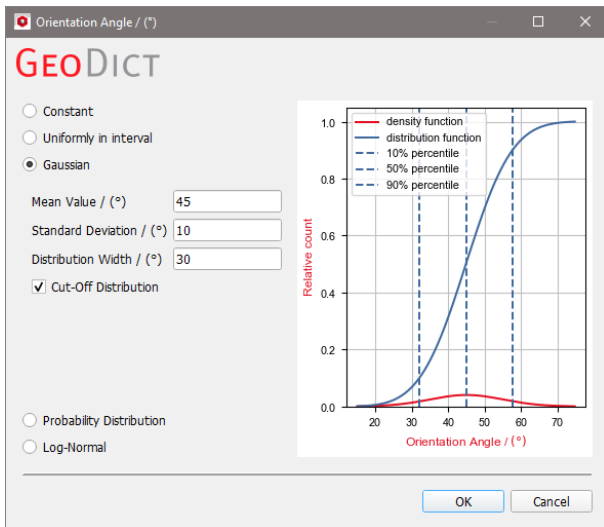 Orientation Angle / (°)
GEODICT
Constant
Uniformly in interval
Gaussian
Mean Value / (°) 45
Standard Deviation / (°) 10
Distribution Width / (°) 30
Cut-Off Distribution
Probability Distribution
Log-Normal
density function
distribution function
10% percentile
50% percentile
90% percentile
Relative count
1.0
0.8
0.6
0.4
0.2
0.0
20 30 40 50 60 70
Orientation Angle / (°)
OK Cancel